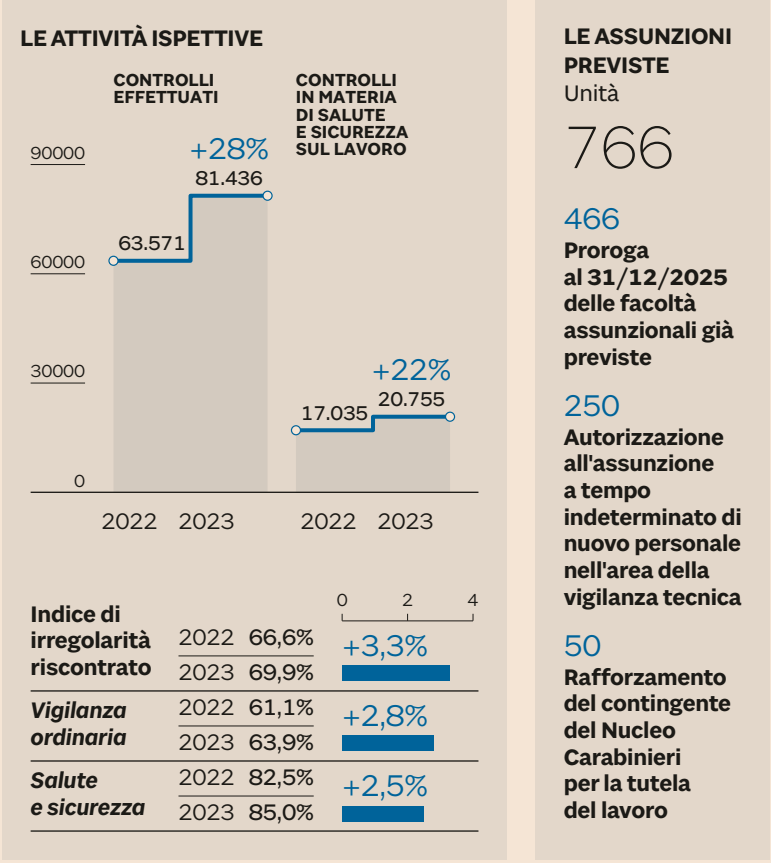 LE ATTIVITÀ ISPETTIVE
CONTROLLI
EFFETTUATI
CONTROLLI
IN MATERIA
DI SALUTE
E SICUREZZA
SUL LAVORO
90000
60000
30000
0
+28%
81.436
63.571
+22%
20.755
17.035
2022 2023
2022 2023
0 2 4
Indice di
irregolarità
riscontrato
2022 66,6%
2023 69,9%
+3,3%
Vigilanza
ordinaria
2022 61,1%
2023 63,9%
+2,8%
Salute
e sicurezza
2022 82,5%
2023 85,0%
+2,5%
LE ASSUNZIONI
PREVISTE
Unità
766
466
Proroga
al 31/12/2025
delle facoltà
assunzionali già
previste
250
Autorizzazione
all'assunzione
a tempo
indeterminato di
nuovo personale
nell'area della
vigilanza tecnica
50
Rafforzamento
del contingente
del Nucleo
Carabinieri
per la tutela
del lavoro